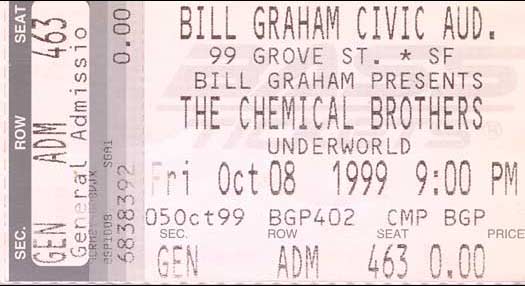 BILL GRAHAM CIVIC AUD.
99 GROVE ST. * SF
BILL GRAHAM PRESENTS
THE CHEMICAL BROTHERS
UNDERWORLD
Fri Oct 08 1999 9:00 PM
05Oct99 BGP402 CMP BGP
SEC. ROW SEAT PRICE
GEN ADM 463 0.00
SEAT 463
ROW ADM
SEC. GEN
General Admissio
0.00
SGA1
6838392